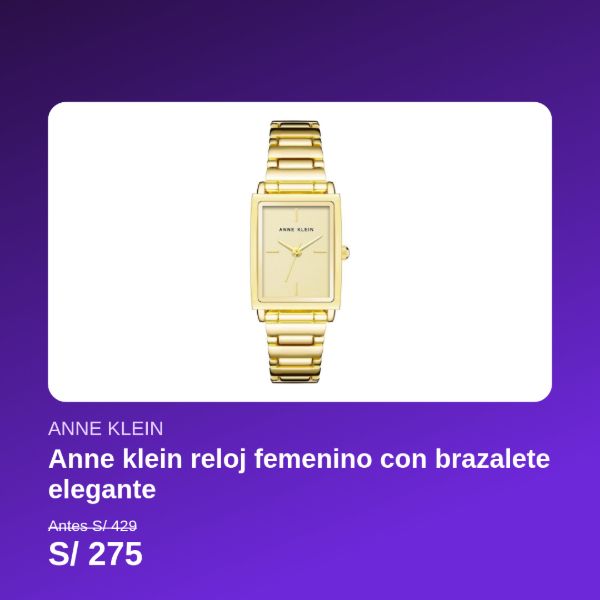 ANNE KLEIN
ANNE KLEIN
Anne klein reloj femenino con brazalete
elegante
Antes S/ 429
S/ 275